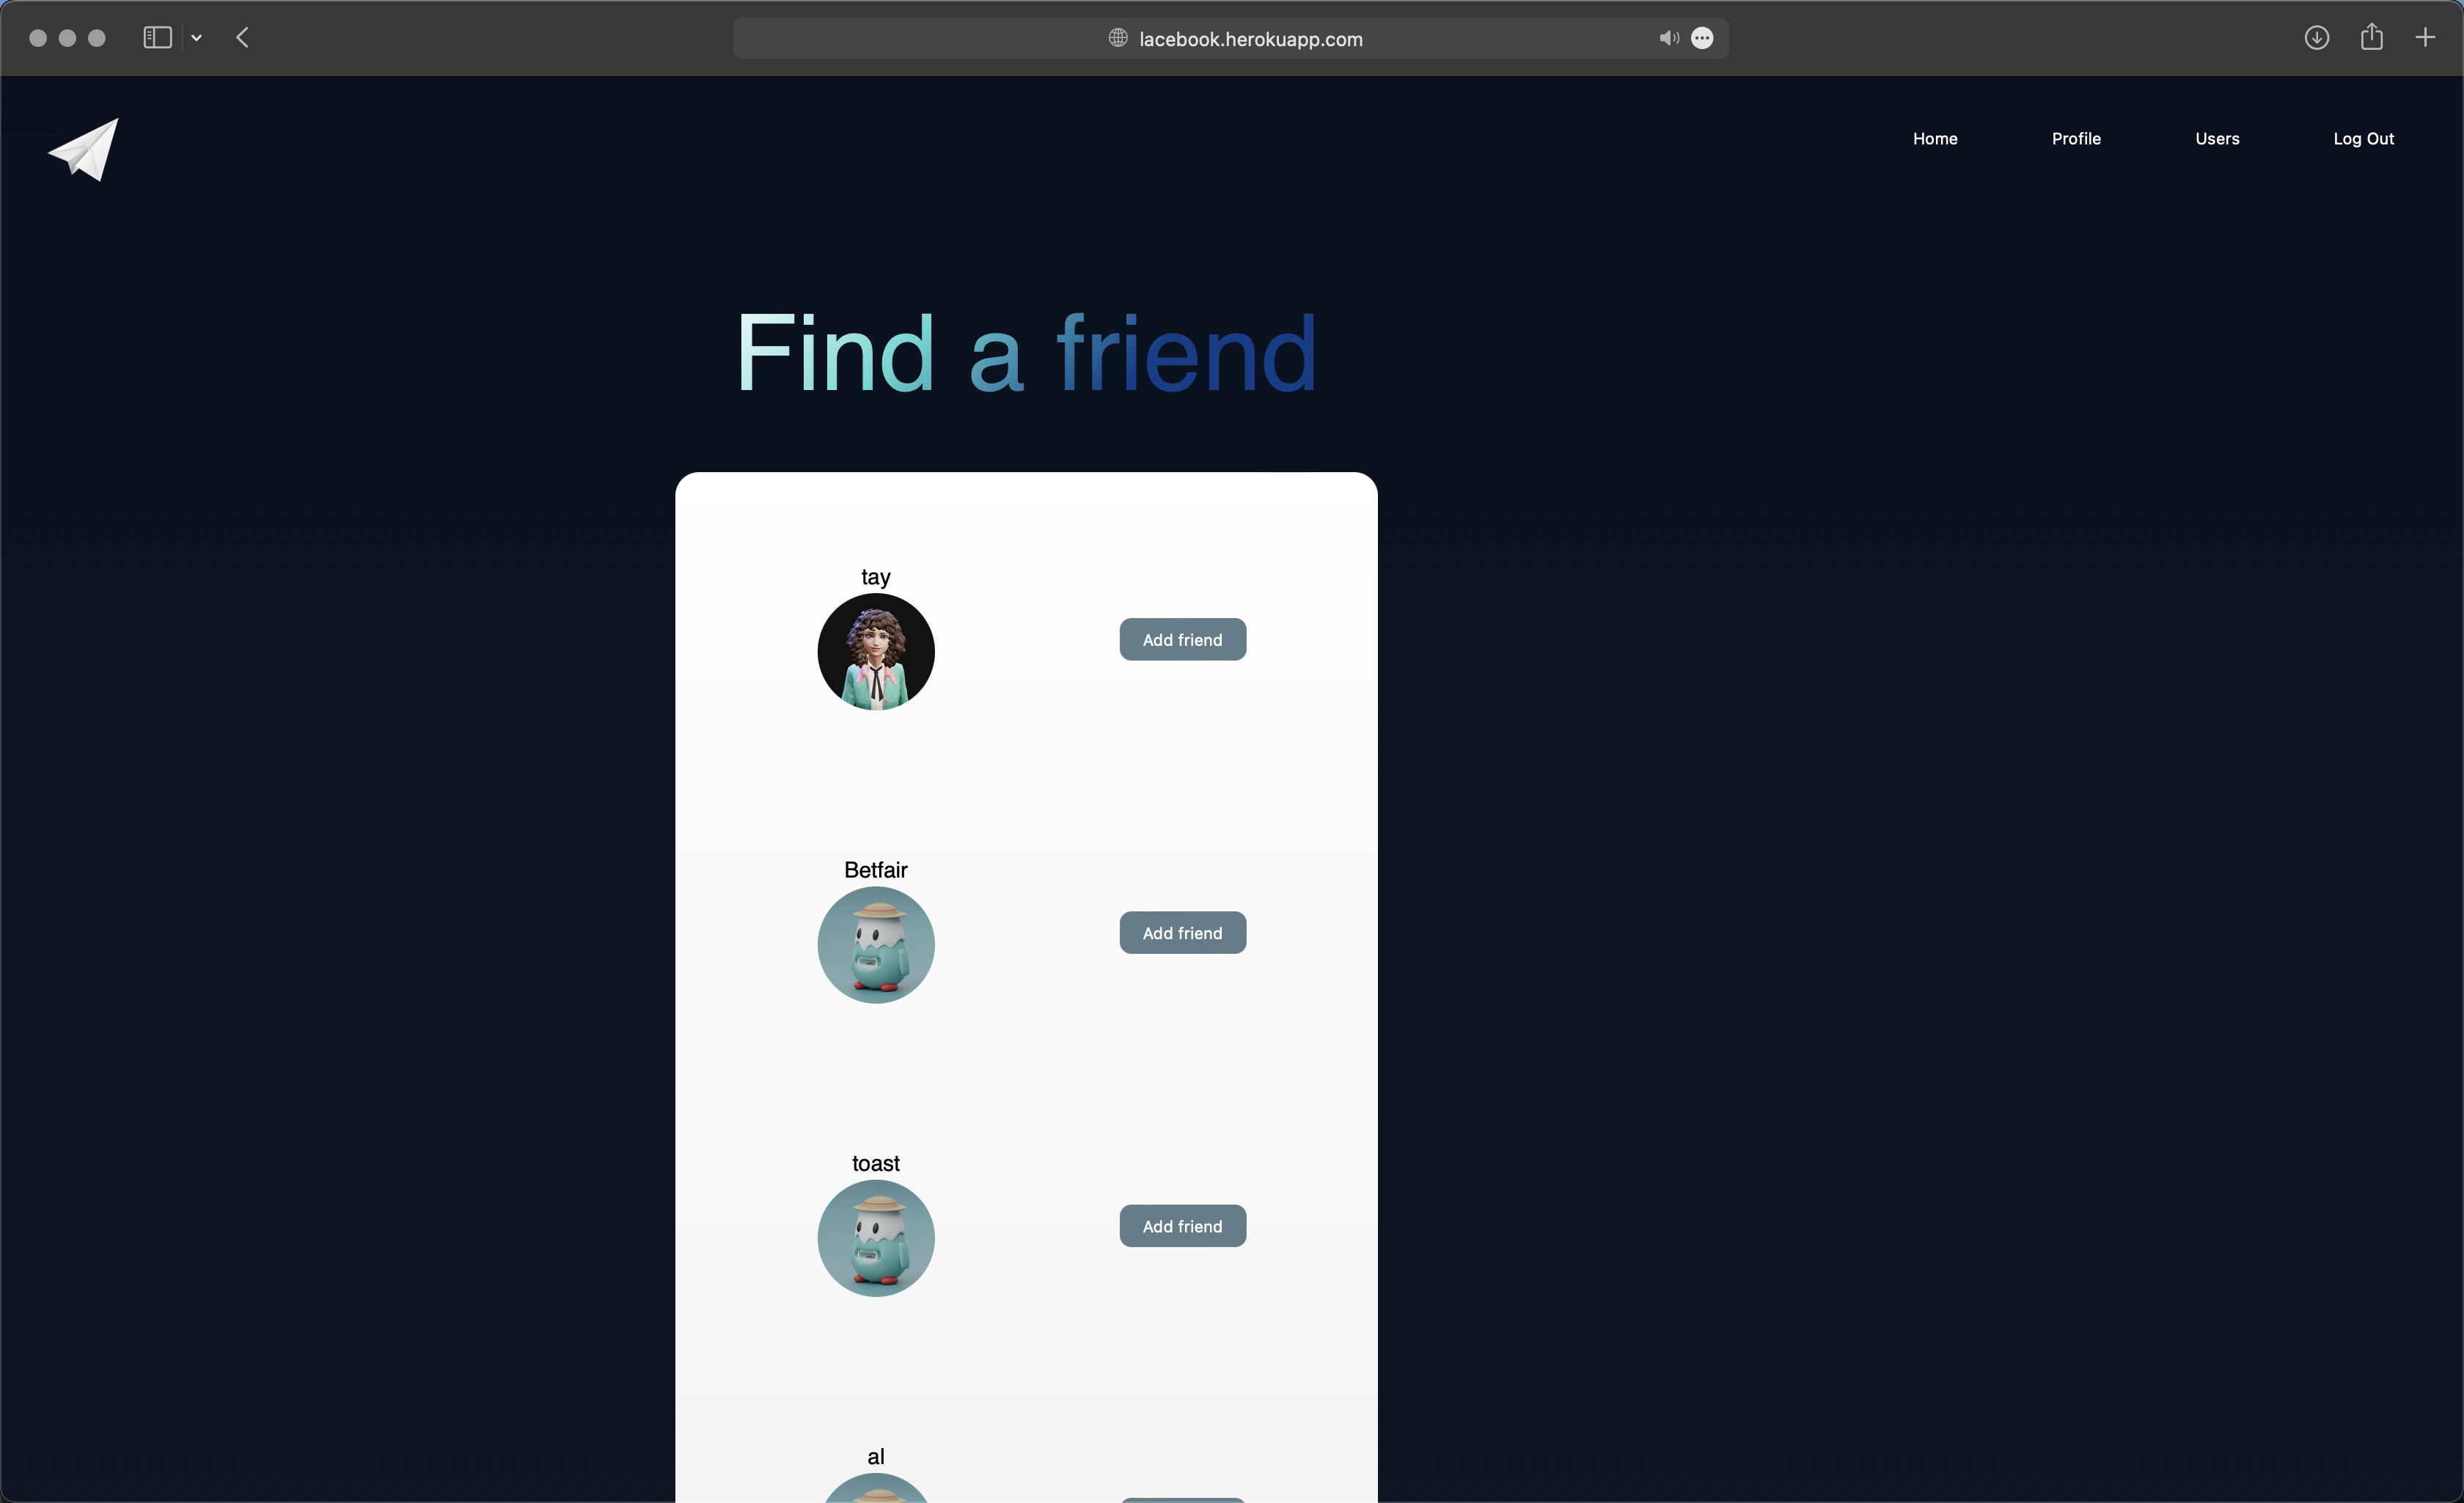 lacebook.herokuapp.com
Home Profile Users Log Out
Find a friend
tay
Add friend
Betfair
Add friend
toast
Add friend
al